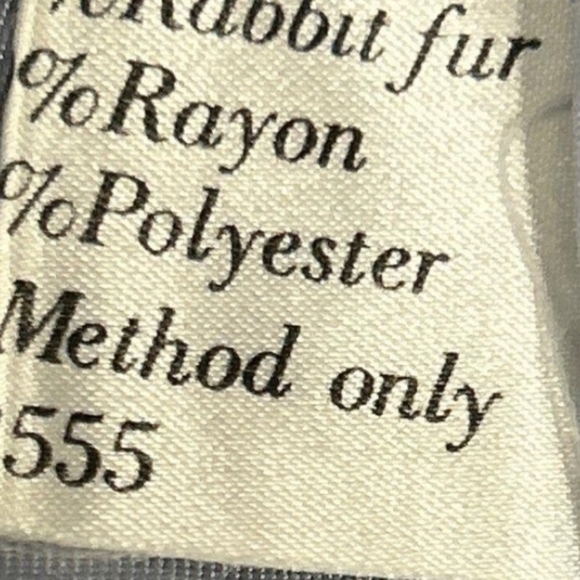 %Rabbit fur
%Rayon
%Polyester
Method only
555